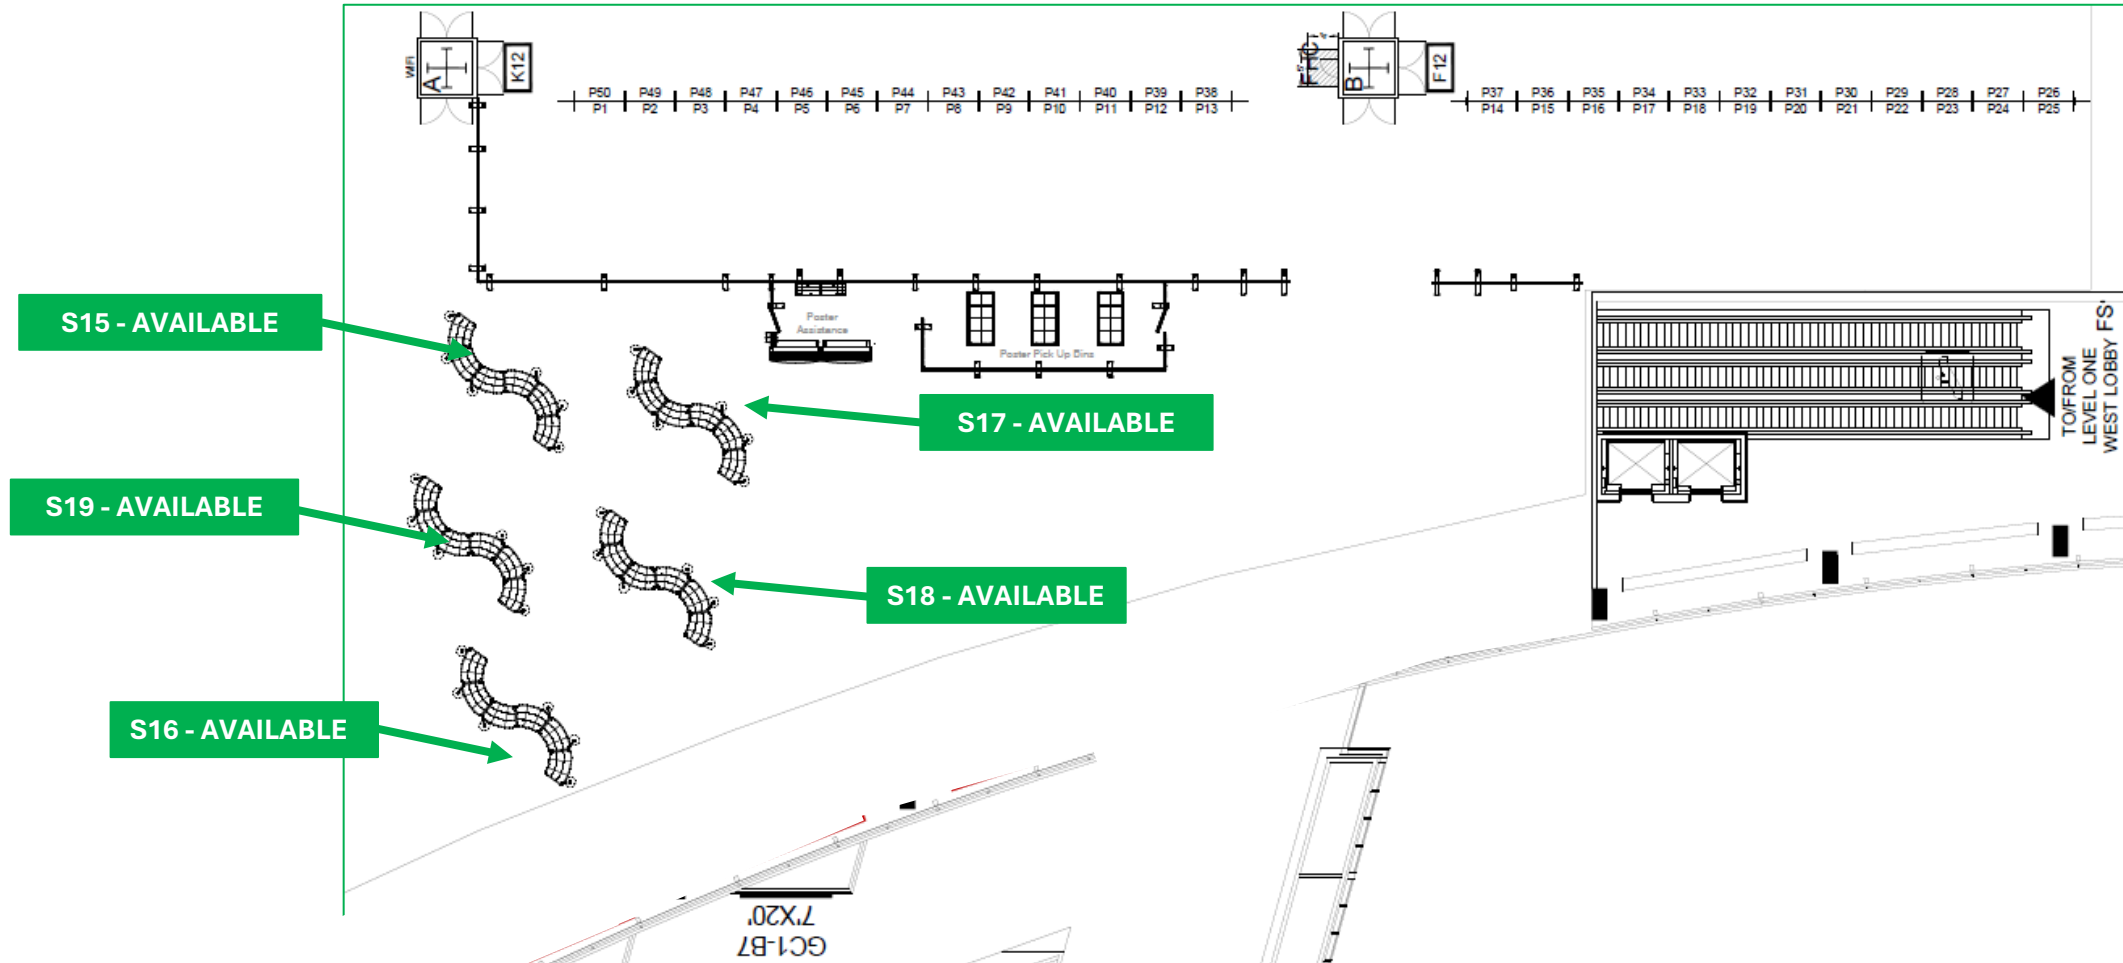 WiFi
A
K12
FHC
4'
5'
B
F12
P50 P49 P48 P47 P46 P45 P44 P43 P42 P41 P40 P39 P38
P1 P2 P3 P4 P5 P6 P7 P8 P9 P10 P11 P12 P13
P37 P36 P35 P34 P33 P32 P31 P30 P29 P28 P27 P26
P14 P15 P16 P17 P18 P19 P20 P21 P22 P23 P24 P25
S15 - AVAILABLE
Poster
Assistance
Poster Pick Up Bins
S17 - AVAILABLE
TO/FROM
LEVEL ONE
WEST LOBBY FS'
S19 - AVAILABLE
S18 - AVAILABLE
S16 - AVAILABLE
GC1-B7
7'X20'